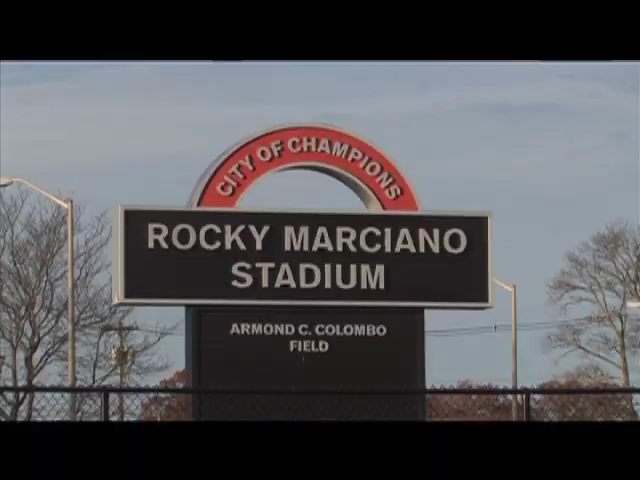 CITY OF CHAMPIONS
ROCKY MARCIANO
STADIUM
ARMOND C. COLOMBO
FIELD